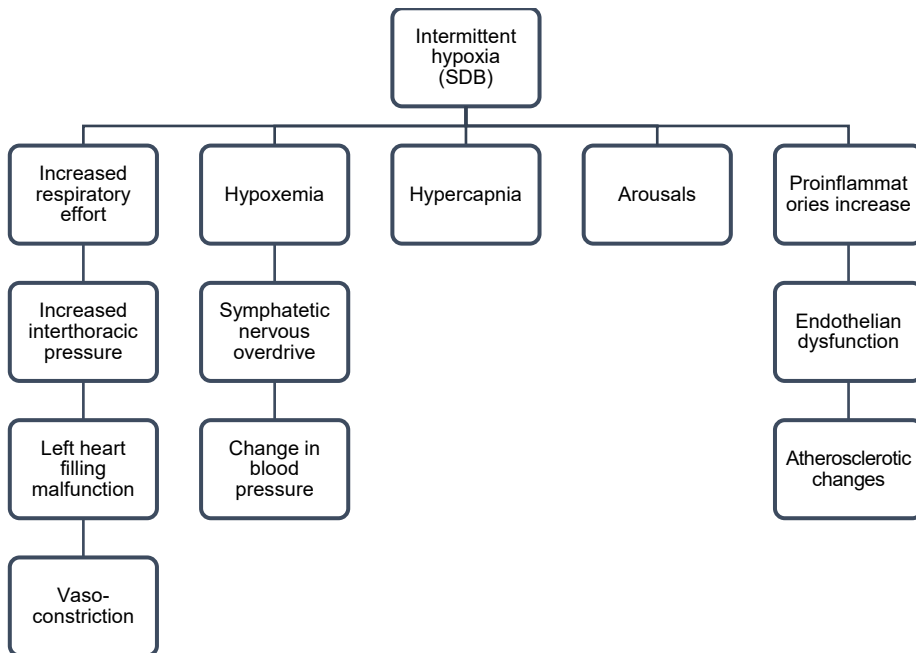 Intermittent
hypoxia
(SDB)
Increased
respiratory
effort
Hypoxemia
Hypercapnia
Arousals
Proinflammat
ories increase
Increased
interthoracic
pressure
Symphatetic
nervous
overdrive
Endothelian
dysfunction
Left heart
filling
malfunction
Change in
blood
pressure
Atherosclerotic
changes
Vaso-
constriction